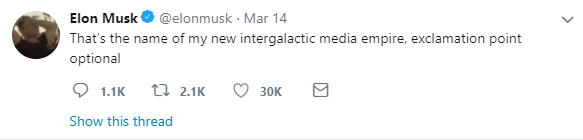 Elon Musk @elonmusk · Mar 14
That's the name of my new intergalactic media empire, exclamation point
optional
1.1K 2.1K 30K
Show this thread